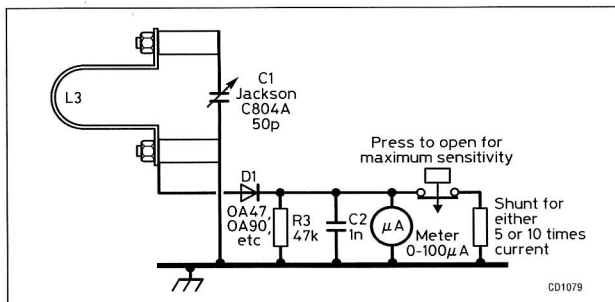 L3
C1
Jackson
C804A
50p
Press to open for
maximum sensitivity
D1
OA47,
OA90,
etc
R3
47k
C2
1n
μA
Meter
0-100μA
Shunt for
either
5 or 10 times
current
CD1079